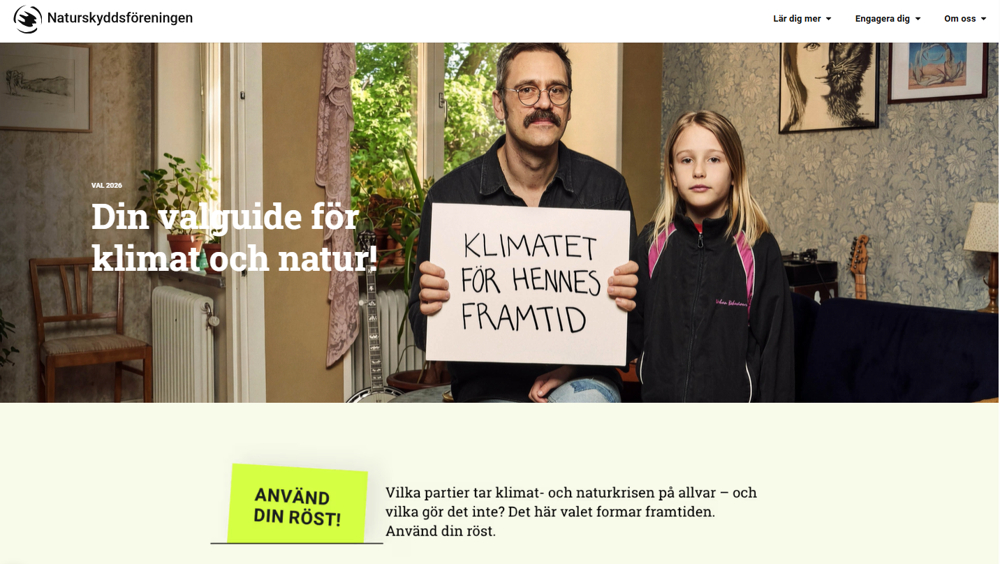 Naturskyddsföreningen
Lär dig mer
Engagera dig
Om oss
VAL 2026
Din valguide för
klimat och natur!
KLIMATET
FÖR HENNES
FRAMTID
Urban Behaviour
ANVÄND
DIN RÖST!
Vilka partier tar klimat- och naturkrisen på allvar – och
vilka gör det inte? Det här valet formar framtiden.
Använd din röst.